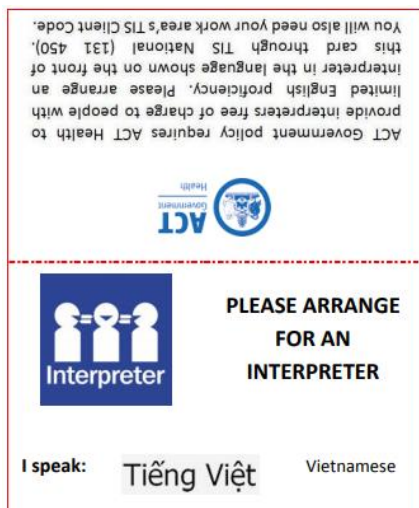 ACT Government policy requires ACT Health to
provide interpreters free of charge to people with
limited English proficiency. Please arrange an
interpreter in the language shown on the front of
this card through TIS National (131 450).
You will also need your work area's TIS Client Code.
ACT
Government
Health
Interpreter
PLEASE ARRANGE
FOR AN
INTERPRETER
I speak: Tiếng Việt Vietnamese